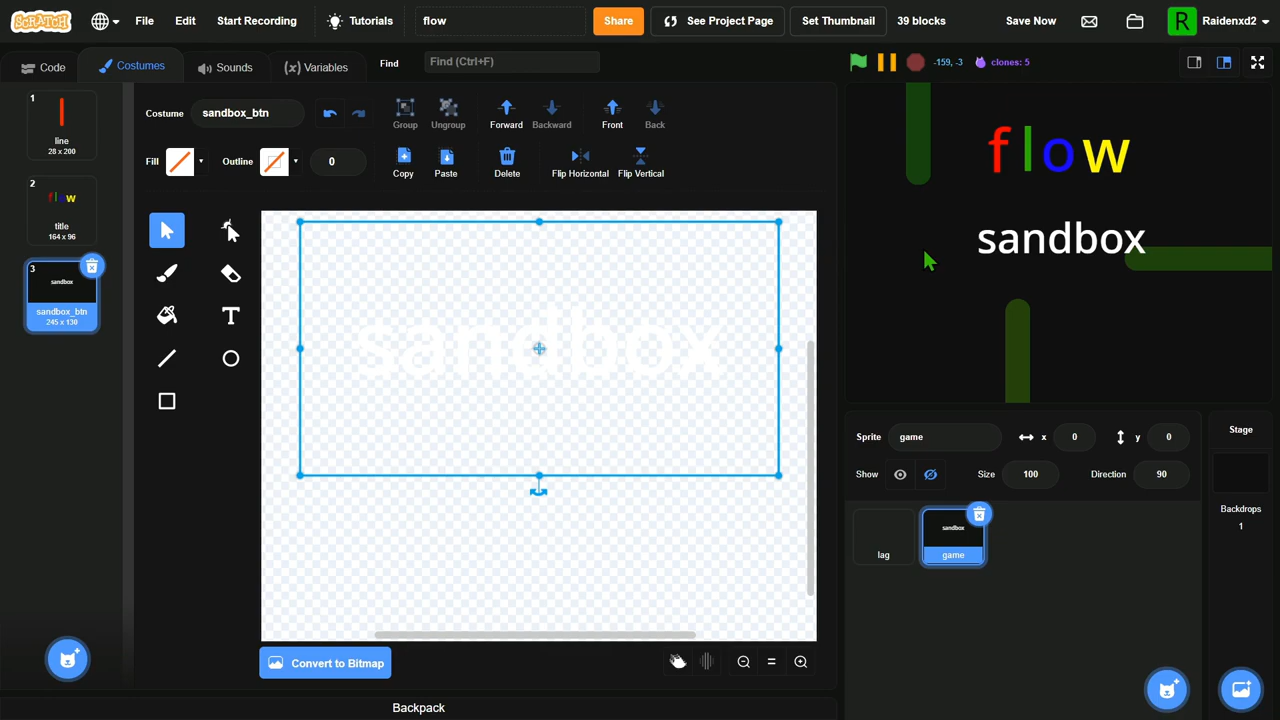 SCRATCH File Edit Start Recording Tutorials flow Share See Project Page Set Thumbnail 39 blocks Save Now R Raidenxd2
Code Costumes Sounds (x) Variables Find Find (Ctrl+F) -159, -3 clones: 5
1
line
28 x 200
2
flow
title
164 x 96
3
sandbox
sandbox_btn
245 x 130
Costume sandbox_btn Group Ungroup Forward Backward Front Back
Fill Outline 0 Copy Paste Delete Flip Horizontal Flip Vertical
T
sandbox
Convert to Bitmap
Backpack
flow
sandbox
Sprite game x 0 y 0
Show Size 100 Direction 90
lag
sandbox
game
Stage
Backdrops
1